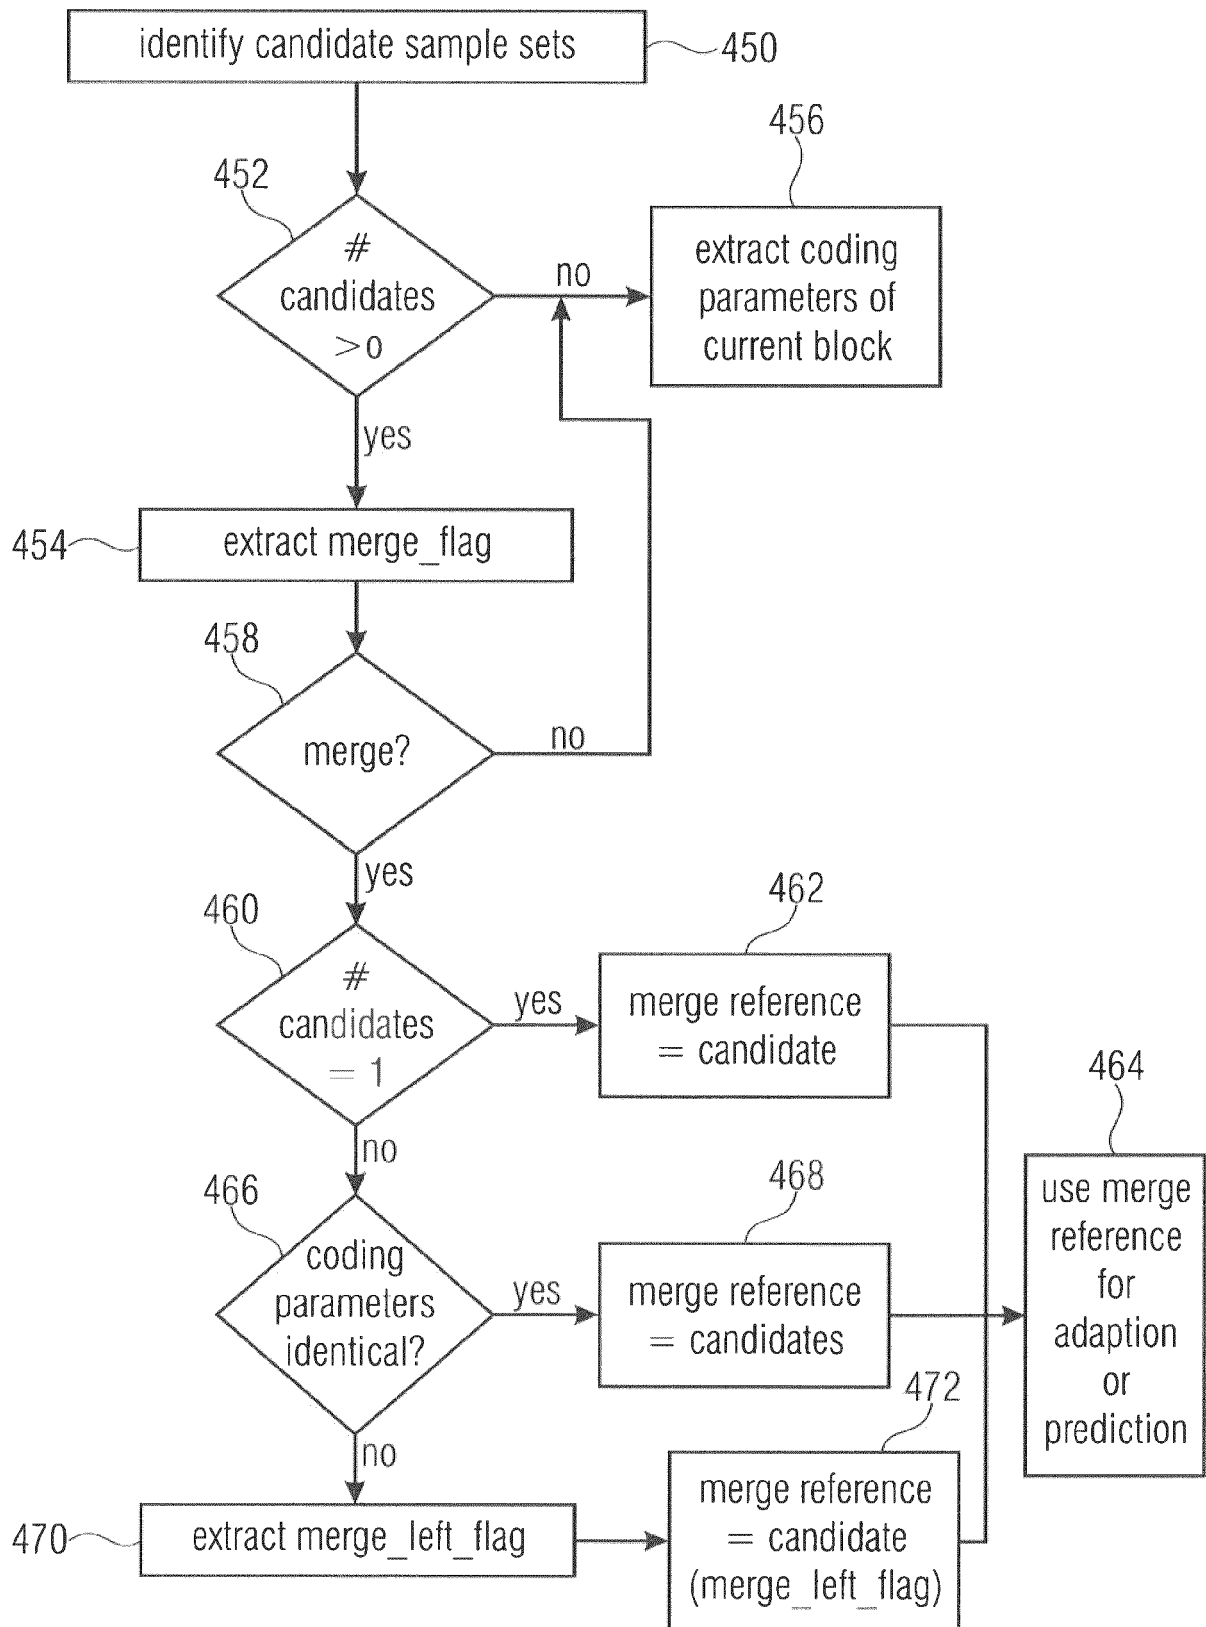 identify candidate sample sets
450
456
452
#
candidates
>o
no
extract coding
parameters of
current block
yes
454
extract merge_flag
458
merge?
no
yes
460
#
candidates
= 1
yes
462
merge reference
= candidate
464
no
466
coding
parameters
identical?
yes
468
merge reference
= candidates
use merge
reference
for
adaption
or
prediction
no
472
470
extract merge_left_flag
merge reference
= candidate
(merge_left_flag)